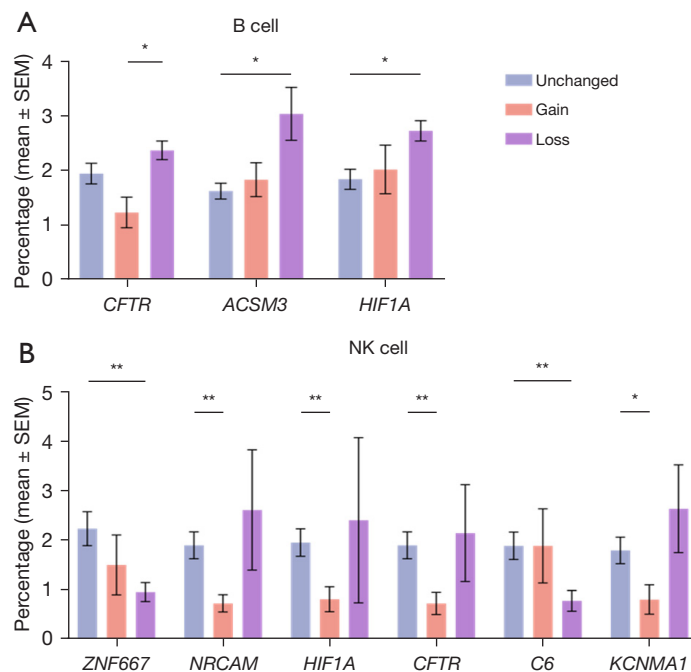 A
B cell
Percentage (mean ± SEM)
4
3
2
1
0
* * *
CFTR ACSM3 HIF1A
Unchanged
Gain
Loss
B
NK cell
Percentage (mean ± SEM)
5
4
3
2
1
0
** ** ** ** ** *
ZNF667 NRCAM HIF1A CFTR C6 KCNMA1